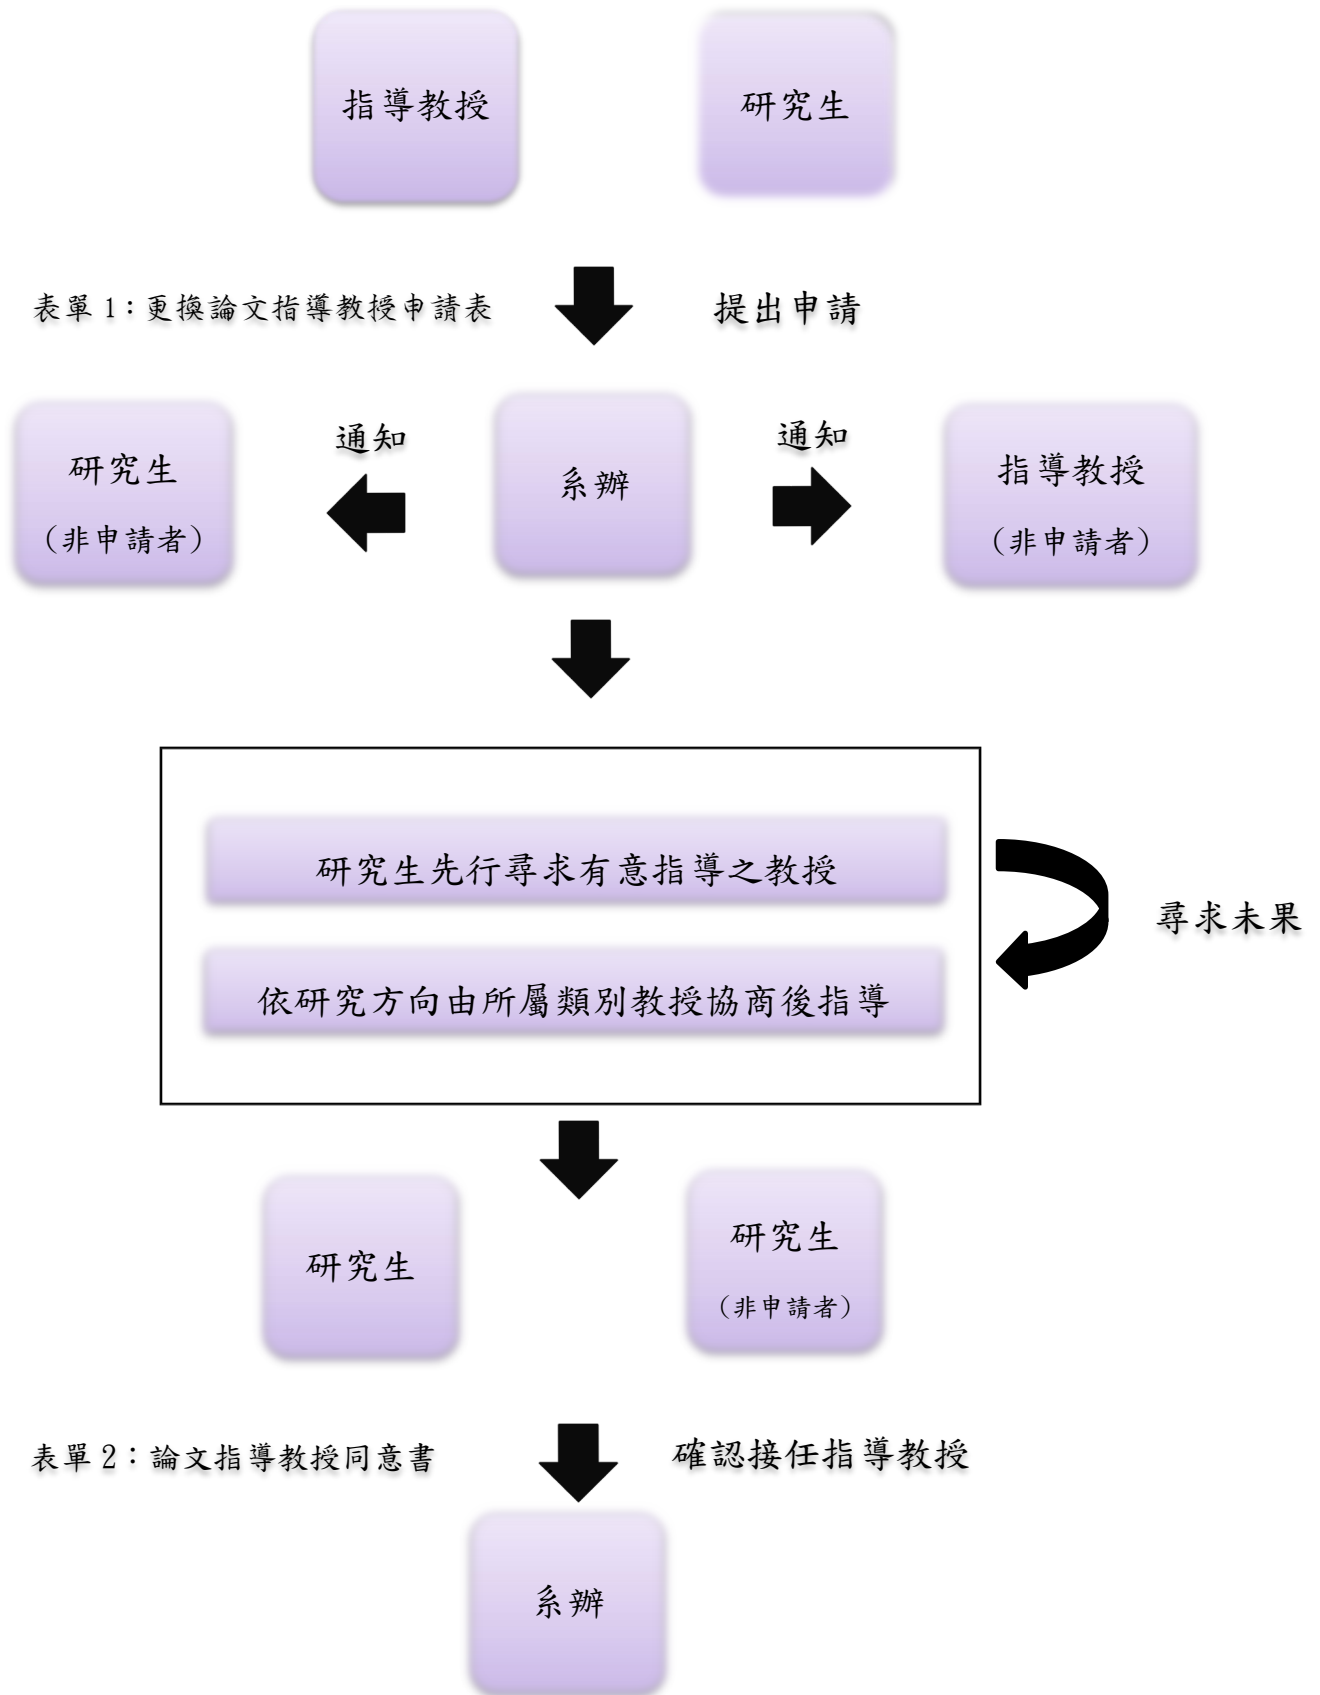 指導教授
研究生
表單 1：更換論文指導教授申請表
提出申請
研究生
(非申請者)
通知
系辦
通知
指導教授
(非申請者)
研究生先行尋求有意指導之教授
尋求未果
依研究方向由所屬類別教授協商後指導
研究生
研究生
(非申請者)
表單 2：論文指導教授同意書
確認接任指導教授
系辦